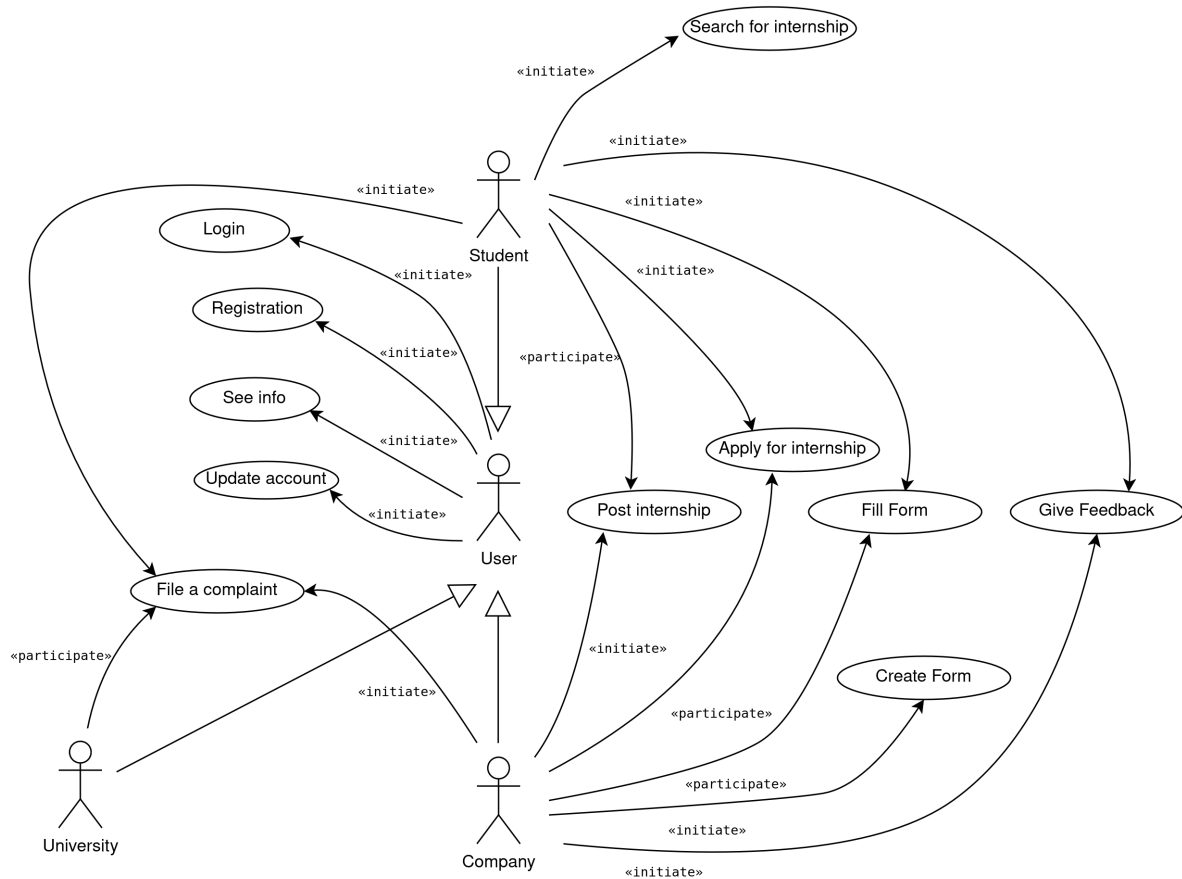 Search for internship
«initiate»
«initiate»
«initiate»
«initiate»
Login
Student
«initiate»
«initiate»
Registration
«initiate»
«participate»
See info
«initiate»
Apply for internship
Update account
«initiate»
Post internship
Fill Form
Give Feedback
User
File a complaint
«participate»
«initiate»
Create Form
«initiate»
«participate»
«participate»
University
«initiate»
Company
«initiate»